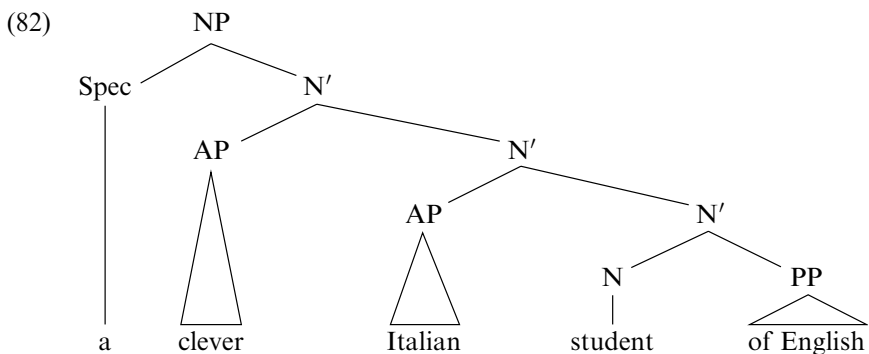 (82) NP
Spec N′
AP N′
AP N′
N PP
a clever Italian student of English